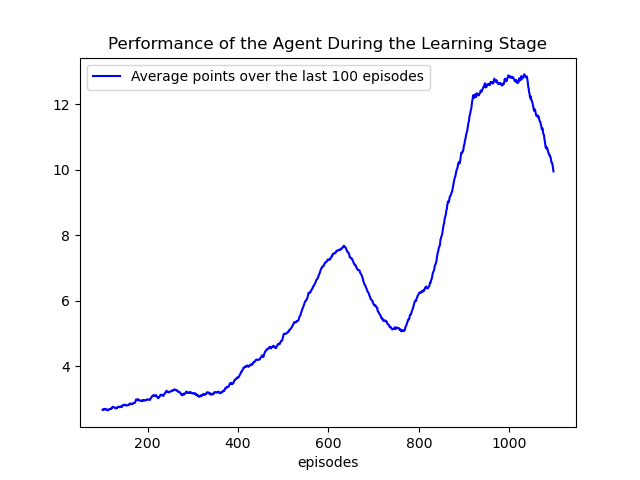 Performance of the Agent During the Learning Stage
Average points over the last 100 episodes
12
10
8
6
4
200 400 600 800 1000
episodes